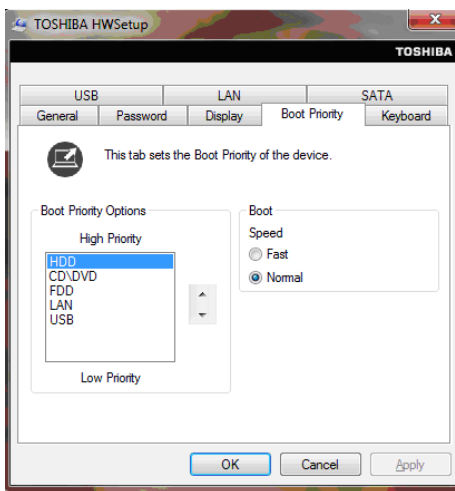 TOSHIBA HWSetup
TOSHIBA
USB LAN SATA
General Password Display Boot Priority Keyboard
This tab sets the Boot Priority of the device.
Boot Priority Options
High Priority
HDD
CD\DVD
FDD
LAN
USB
Low Priority
Boot
Speed
Fast
Normal
OK Cancel Apply